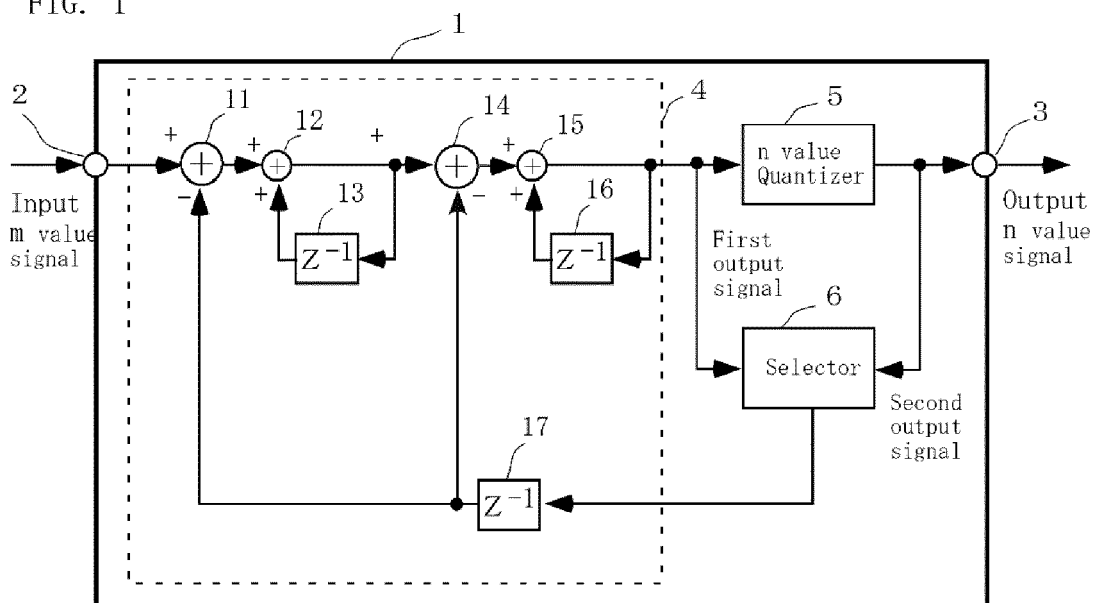 FIG. 1
1
2
11
12
+
+
+
14
+
15
4
5
3
n value
Quantizer
Input
m value
signal
-
+
13
Z⁻¹
-
+
16
Z⁻¹
First
output
signal
Output
n value
signal
6
Selector
Second
output
signal
17
Z⁻¹